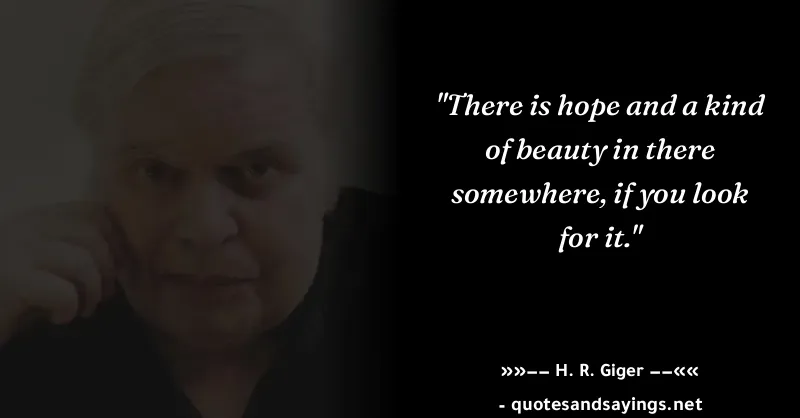 "There is hope and a kind
of beauty in there
somewhere, if you look
for it."
»»−− H. R. Giger −−««
- quotesandsayings.net